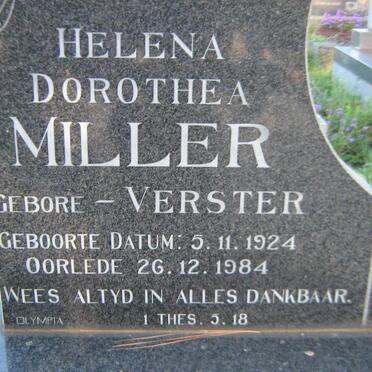 HELENA
DOROTHEA
MILLER
GEBORE – VERSTER
GEBOORTE DATUM: 5.11.1924
OORLEDE 26.12.1984
WEES ALTYD IN ALLES DANKBAAR.
OLYMPIA 1 THES. 5.18